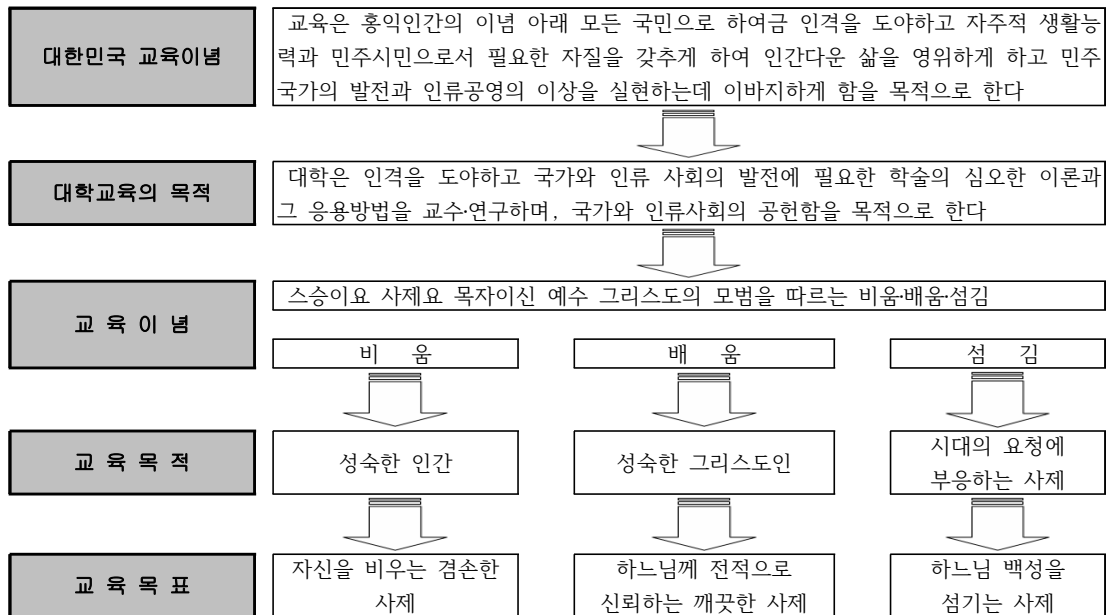 대한민국 교육이념
교육은 홍익인간의 이념 아래 모든 국민으로 하여금 인격을 도야하고 자주적 생활능
력과 민주시민으로서 필요한 자질을 갖추게 하여 인간다운 삶을 영위하게 하고 민주
국가의 발전과 인류공영의 이상을 실현하는데 이바지하게 함을 목적으로 한다
대학교육의 목적
대학은 인격을 도야하고 국가와 인류 사회의 발전에 필요한 학술의 심오한 이론과
그 응용방법을 교수·연구하며, 국가와 인류사회의 공헌함을 목적으로 한다
교 육 이 념
스승이요 사제요 목자이신 예수 그리스도의 모범을 따르는 비움·배움·섬김
비 움
배 움
섬 김
교 육 목 적
성숙한 인간
성숙한 그리스도인
시대의 요청에
부응하는 사제
교 육 목 표
자신을 비우는 겸손한
사제
하느님께 전적으로
신뢰하는 깨끗한 사제
하느님 백성을
섬기는 사제